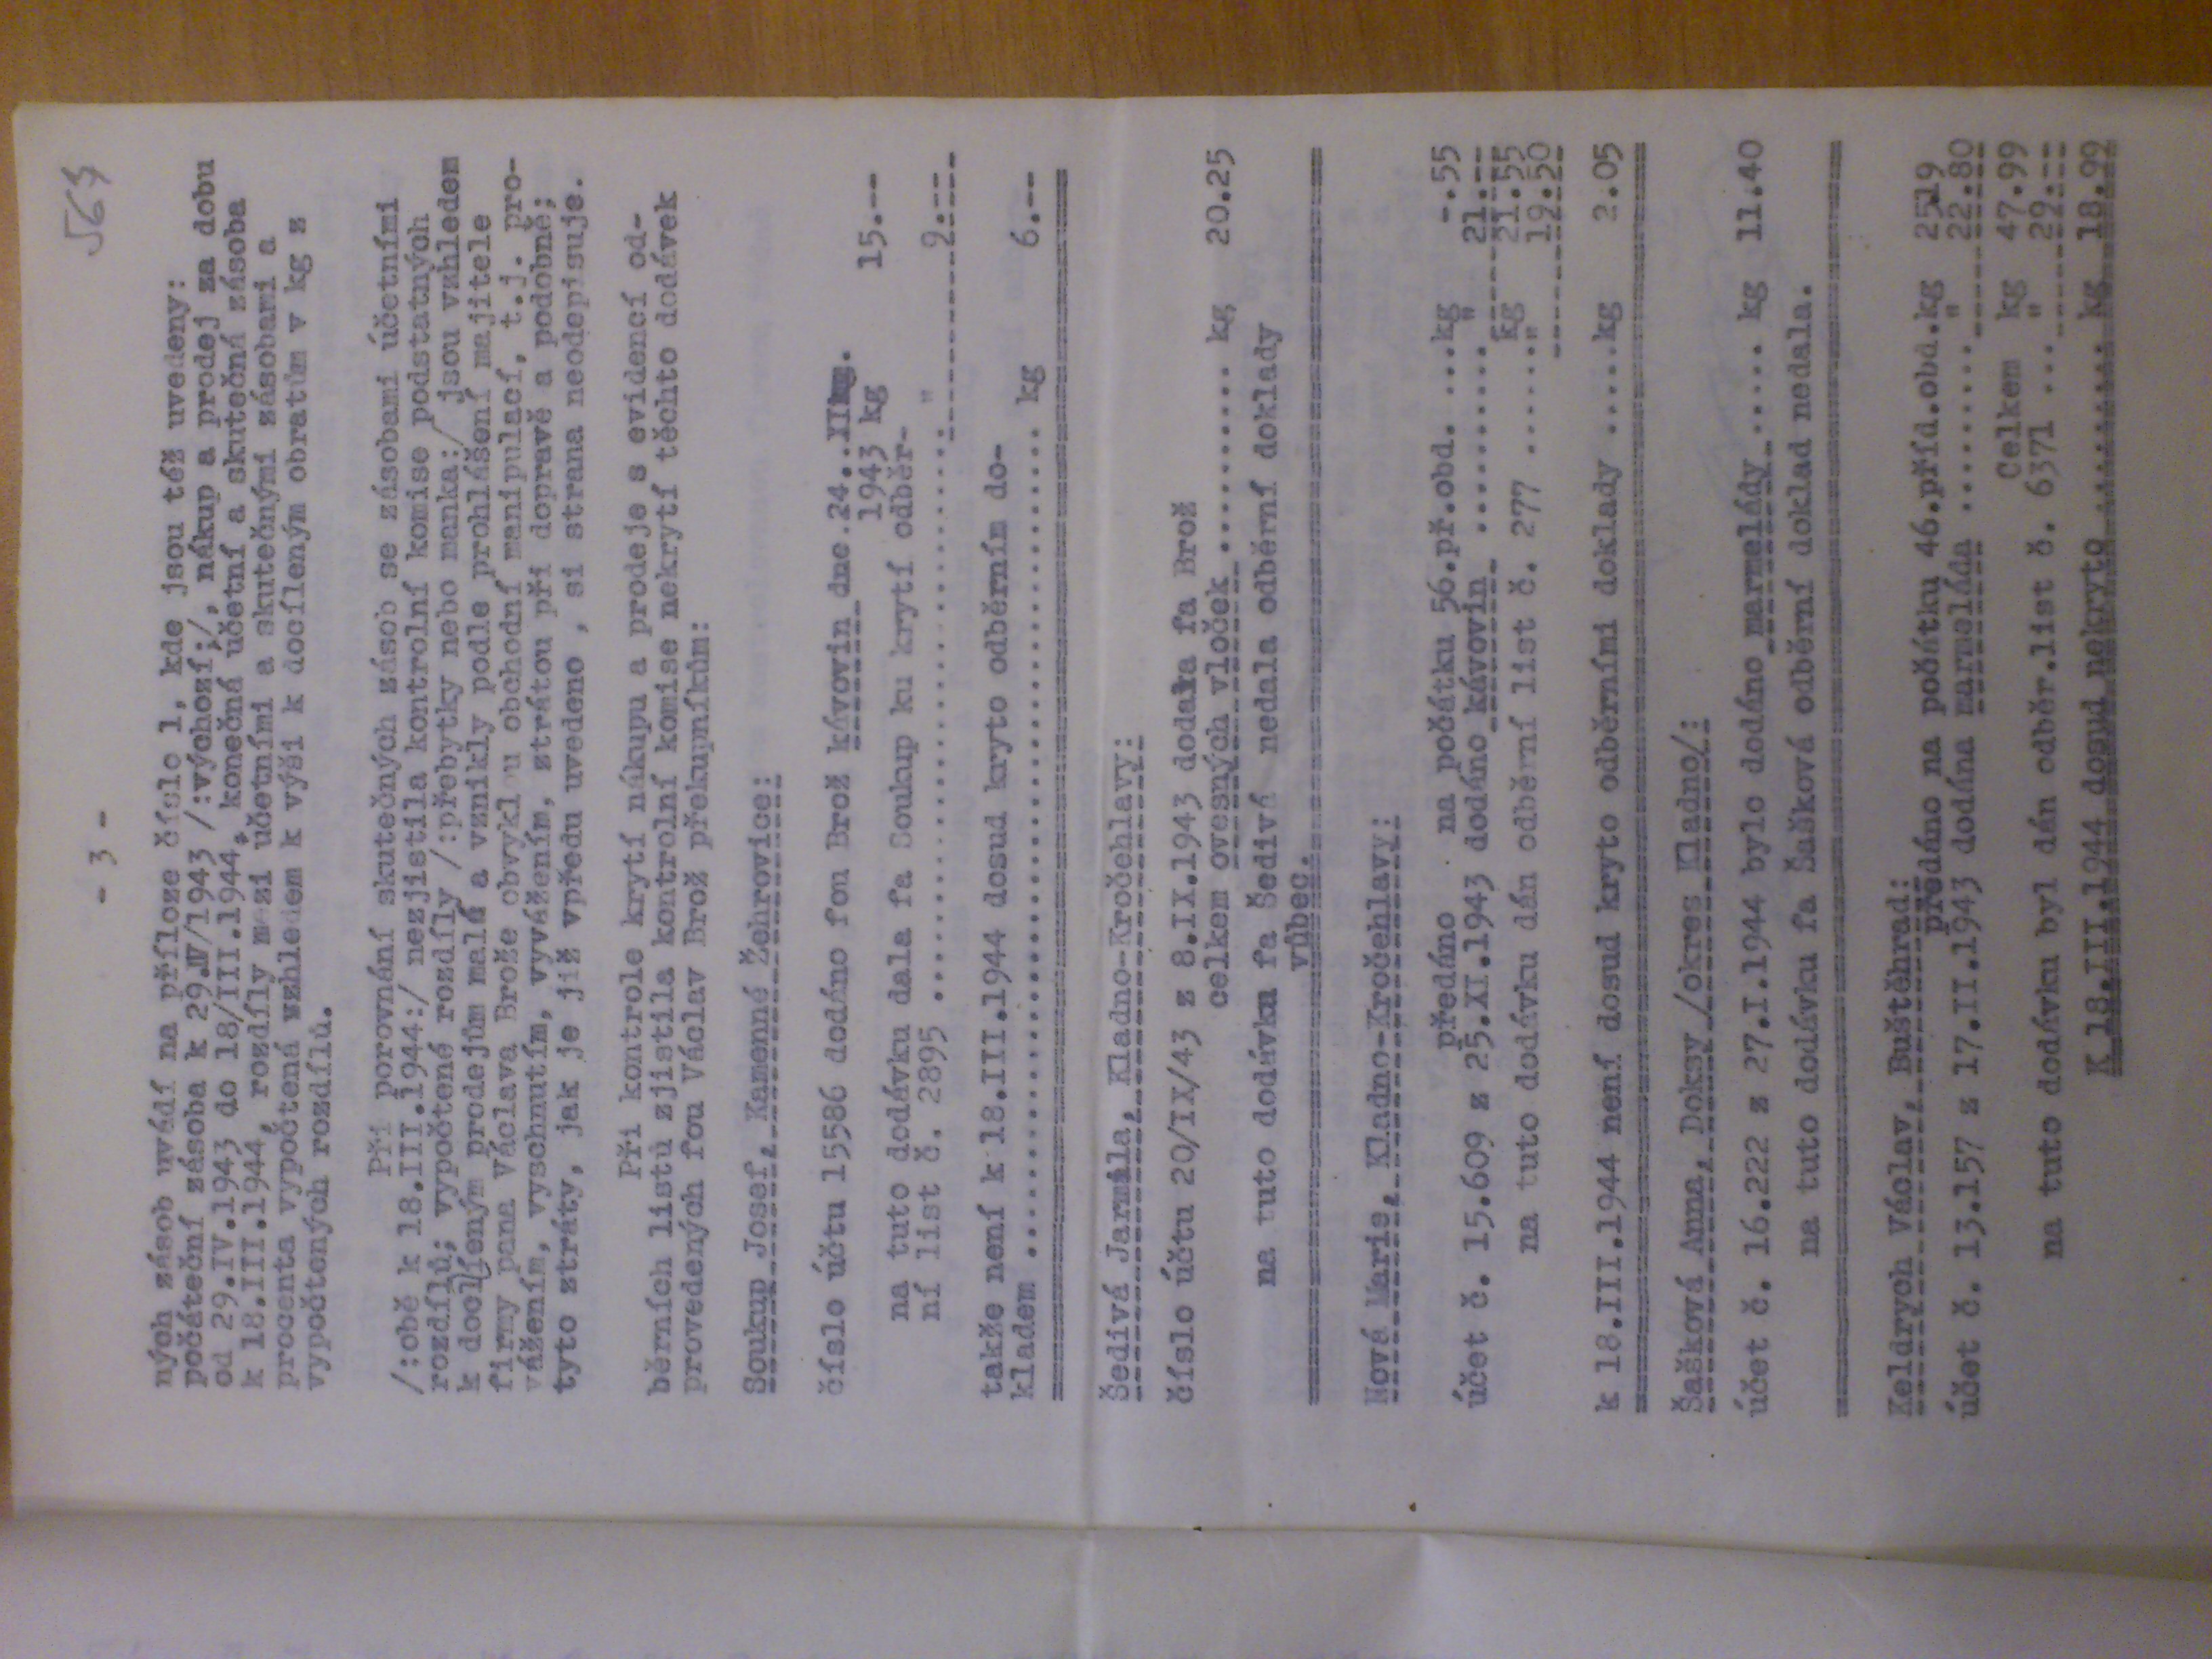 - 3 -
ných zásob uvádí na příloze číslo 1, kde jsou též uvedeny:
počáteční zásoba k 29.IV/1943 /:výchozí:/, nákup a prodej za dobu
od 29.IV.1943 do 18/III.1944, konečná účetní a skutečná zásoba
k 18.III.1944, rozdíly mezi účetními a skutečnými zásobami a
procenta vypočtená vzhledem k výši k docíleným obratům v kg z
vypočtených rozdílů.
Při porovnání skutečných zásob se zásobami účetními
/:obě k 18.III.1944:/ nezjistila kontrolní komise podstatných
rozdílů; vypočtené rozdíly /:přebytky nebo manka:/ jsou vzhledem
k docíleným prodejům malé a vznikly podle prohlášení majitele
firmy pana Václava Brože obvyklou obchodní manipulací, t.j. pro-
vážením, vyschnutím, vyvážením, ztrátou při dopravě a podobně;
tyto ztráty, jak je již vpředu uvedeno , si strana neodepisuje.
Při kontrole krytí nákupu a prodeje s evidencí od-
běrních listů zjistila kontrolní komise nekrytí těchto dodávek
provedených fou Václav Brož překupníkům:
Soukup Josef, Kamenné Žehrovice:
číslo účtu 15586 dodáno fou Brož kávovin dne.24..XI
1943 kg 15.--
na tuto dodávku dala fa Soukup ku krytí odběr-
ní list č. 2895 .............................. " 9.--
takže není k 18.III.1944 dosud kryto odběrním do-
kladem ........................................... kg 6.--
Šedivá Jarmila, Kladno-Kročehlavy:
číslo účtu 20/IX/43 z 8.IX.1943 dodala fa Brož
celkem ovesných vloček .......... kg 20.25
na tuto dodávku fa Šedivá nedala odběrní doklady
vůbec.
Nová Marie, Kladno-Kročehlavy:
předáno na počátku 56.př.obd. ...kg -.55
účet č. 15.609 z 25.XI.1943 dodáno kávovin .......... " 21.--
kg 21.55
na tuto dodávku dán odběrní list č. 277 ......." 19.50
k 18.III.1944 není dosud kryto odběrními doklady .....kg 2.05
Šašková Anna, Doksy /okres Kladno/:
účet č. 16.222 z 27.I.1944 bylo dodáno marmelády ..... kg 11.40
na tuto dodávku fa Šašková odběrní doklad nedala.
Keldrych Václav, Buštěhrad:
předáno na počátku 46.příd.obd.kg 25.19
účet č. 13.157 z 17.II.1943 dodána marmeláda ......... " 22.80
Celkem kg 47.99
na tuto dodávku byl dán odběr.list č. 6371 ... " 29.--
K 18.III.1944 dosud nekryto ......... kg 18.99